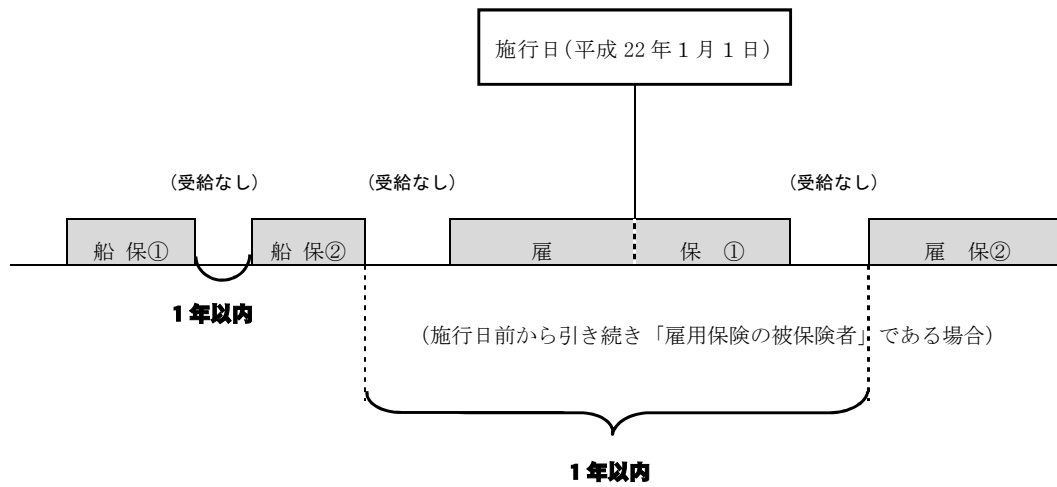 施行日(平成 22 年 1 月 1 日)
(受給なし) (受給なし) (受給なし)
船 保① 船 保② 雇 保 ① 雇 保②
1 年以内
(施行日前から引き続き「雇用保険の被保険者」である場合)
1 年以内